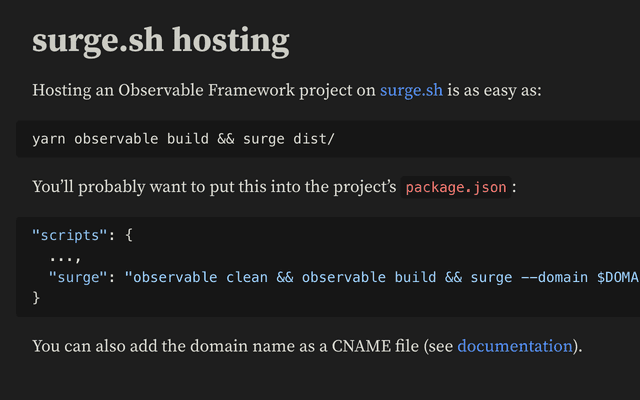 surge.sh hosting
Hosting an Observable Framework project on surge.sh is as easy as:
yarn observable build && surge dist/
You’ll probably want to put this into the project’s package.json:
"scripts": {
  ...,
  "surge": "observable clean && observable build && surge --domain $DOMA
}
You can also add the domain name as a CNAME file (see documentation).